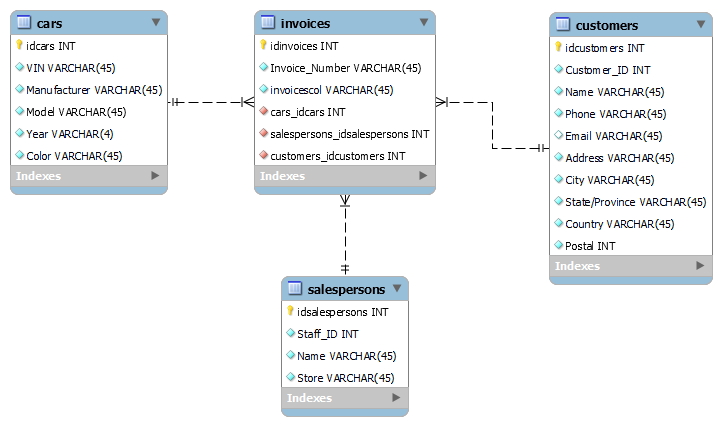 cars
idcars INT
VIN VARCHAR(45)
Manufacturer VARCHAR(45)
Model VARCHAR(45)
Year VARCHAR(4)
Color VARCHAR(45)
Indexes
invoices
idinvoices INT
Invoice_Number VARCHAR(45)
invoicescol VARCHAR(45)
cars_idcars INT
salespersons_idsalespersons INT
customers_idcustomers INT
Indexes
customers
idcustomers INT
Customer_ID INT
Name VARCHAR(45)
Phone VARCHAR(45)
Email VARCHAR(45)
Address VARCHAR(45)
City VARCHAR(45)
State/Province VARCHAR(45)
Country VARCHAR(45)
Postal INT
Indexes
salespersons
idsalespersons INT
Staff_ID INT
Name VARCHAR(45)
Store VARCHAR(45)
Indexes